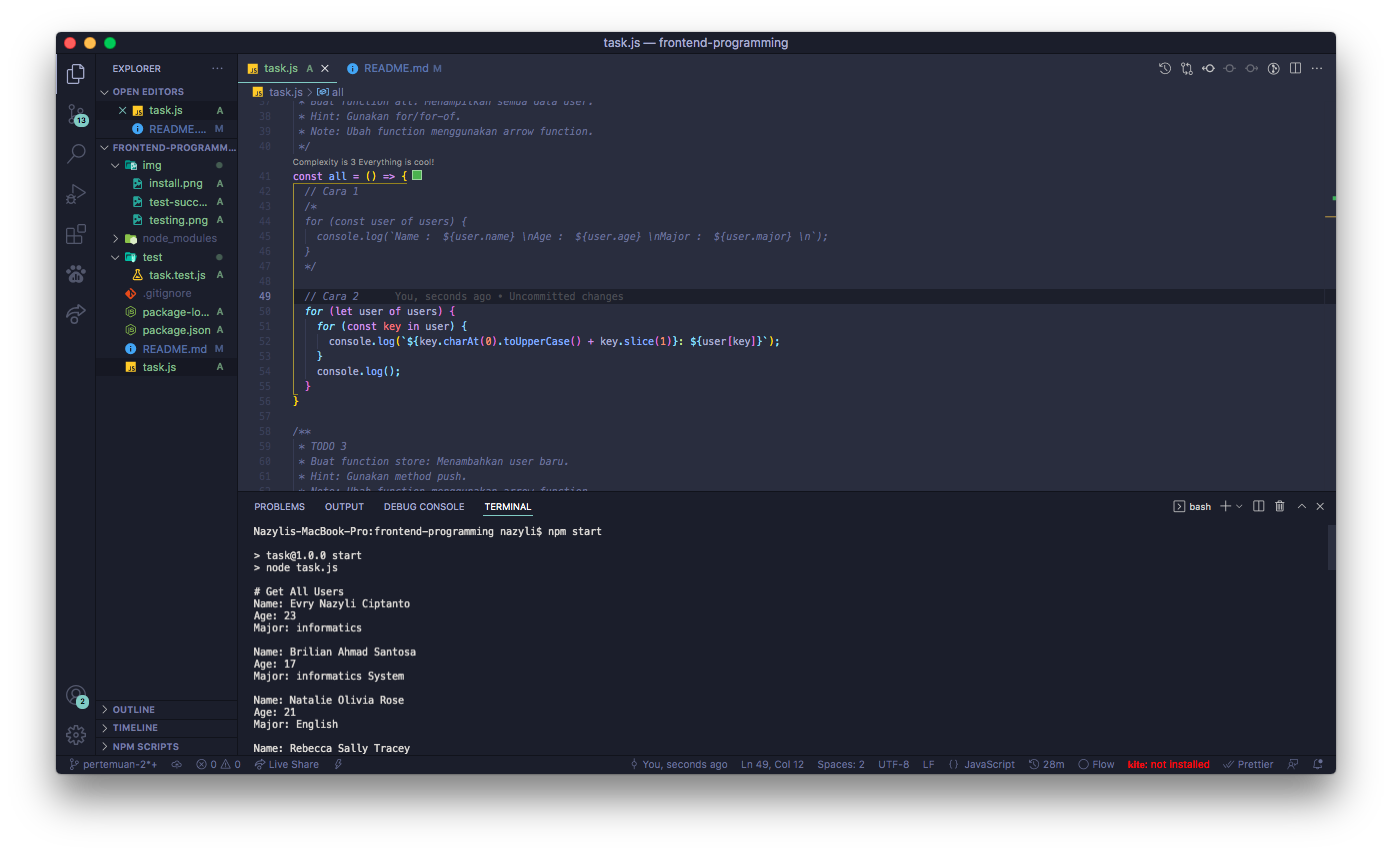 task.js — frontend-programming
EXPLORER
OPEN EDITORS
task.js A
README.... M
FRONTEND-PROGRAMM...
img
install.png A
test-succ... A
testing.png A
node_modules
test
task.test.js A
.gitignore
package-lo... A
package.json A
README.md M
task.js A
OUTLINE
TIMELINE
NPM SCRIPTS
13
2
task.js A README.md M
task.js > all
37 * Buat function all: Menampilkan semua data user.
38 * Hint: Gunakan for/for-of.
39 * Note: Ubah function menggunakan arrow function.
40 */
Complexity is 3 Everything is cool!
41 const all = () => {
42 // Cara 1
43 /*
44 for (const user of users) {
45 console.log(`Name :  ${user.name} \nAge :  ${user.age} \nMajor :  ${user.major} \n`);
46 }
47 */
48
49 // Cara 2 You, seconds ago • Uncommitted changes
50 for (let user of users) {
51 for (const key in user) {
52 console.log(`${key.charAt(0).toUpperCase() + key.slice(1)}: ${user[key]}`);
53 }
54 console.log();
55 }
56 }
57
58 /**
59 * TODO 3
60 * Buat function store: Menambahkan user baru.
61 * Hint: Gunakan method push.
62 * Note: Ubah function menggunakan arrow function.
PROBLEMS OUTPUT DEBUG CONSOLE TERMINAL
bash
Nazylis-MacBook-Pro:frontend-programming nazyli$ npm start
> task@1.0.0 start
> node task.js
# Get All Users
Name: Evry Nazyli Ciptanto
Age: 23
Major: informatics
Name: Brilian Ahmad Santosa
Age: 17
Major: informatics System
Name: Natalie Olivia Rose
Age: 21
Major: English
Name: Rebecca Sally Tracey
pertemuan-2*+ 0 0 Live Share You, seconds ago Ln 49, Col 12 Spaces: 2 UTF-8 LF {} JavaScript 28m Flow kite: not installed Prettier